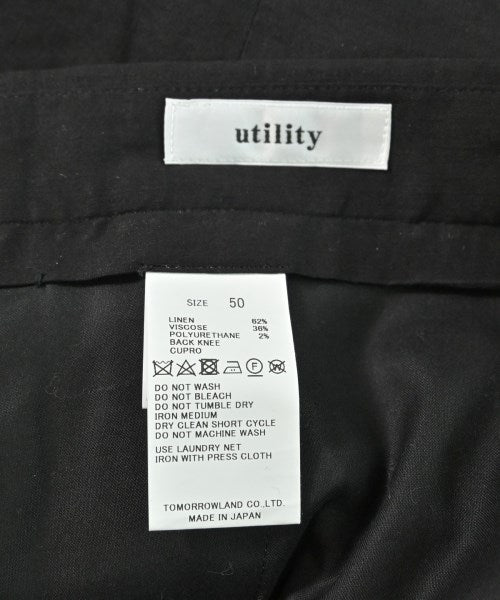 utility
SIZE 50
LINEN 62%
VISCOSE 36%
POLYURETHANE 2%
BACK KNEE
CUPRO
DO NOT WASH
DO NOT BLEACH
DO NOT TUMBLE DRY
IRON MEDIUM
DRY CLEAN SHORT CYCLE
DO NOT MACHINE WASH
USE LAUNDRY NET
IRON WITH PRESS CLOTH
TOMORROWLAND CO.,LTD.
MADE IN JAPAN